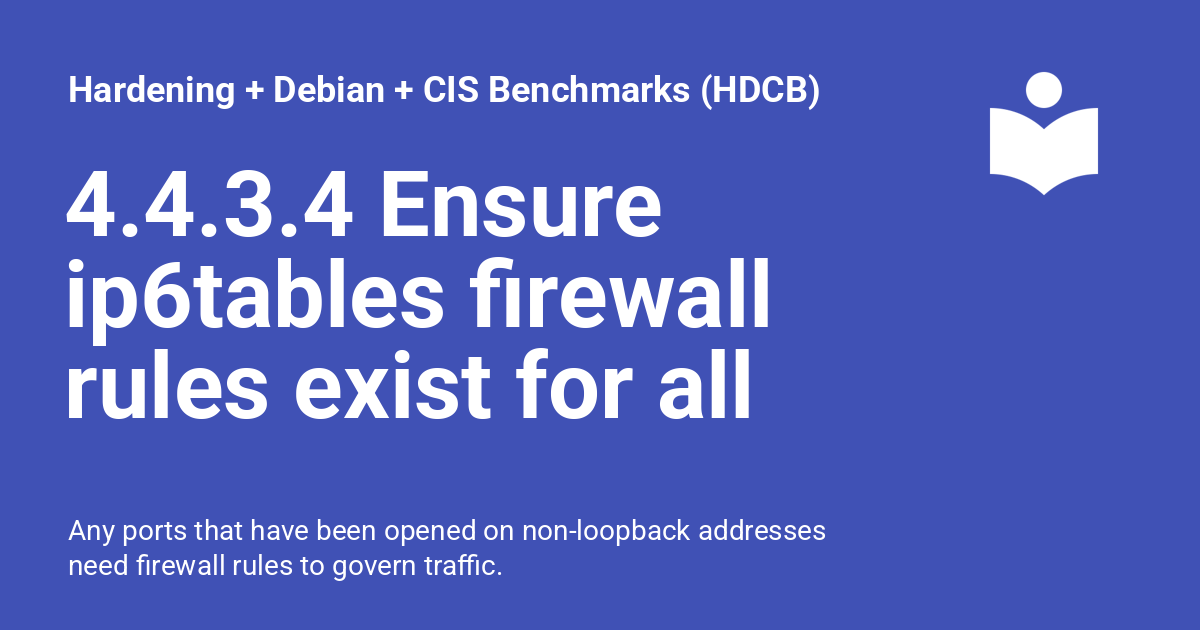 Hardening + Debian + CIS Benchmarks (HDCB)
4.4.3.4 Ensure
ip6tables firewall
rules exist for all
Any ports that have been opened on non-loopback addresses
need firewall rules to govern traffic.